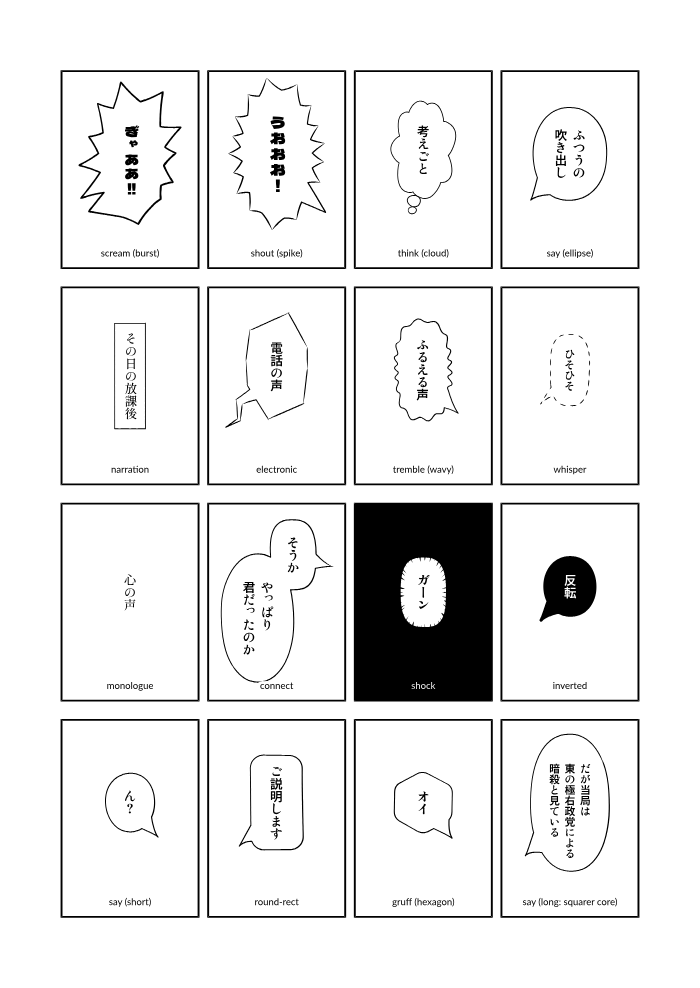 ぎゃああ!!
scream (burst)
うおおお!
shout (spike)
考えごと
think (cloud)
ふつうの
吹き出し
say (ellipse)
その日の放課後
narration
電話の声
electronic
ふるえる声
tremble (wavy)
ひそひそ
whisper
心の声
monologue
そうか
やっぱり
君だったのか
connect
ガーン
shock
反転
inverted
ん?
say (short)
ご説明します
round-rect
オイ
gruff (hexagon)
だが当局は
東の極右政党による
暗殺と見ている
say (long: squarer core)